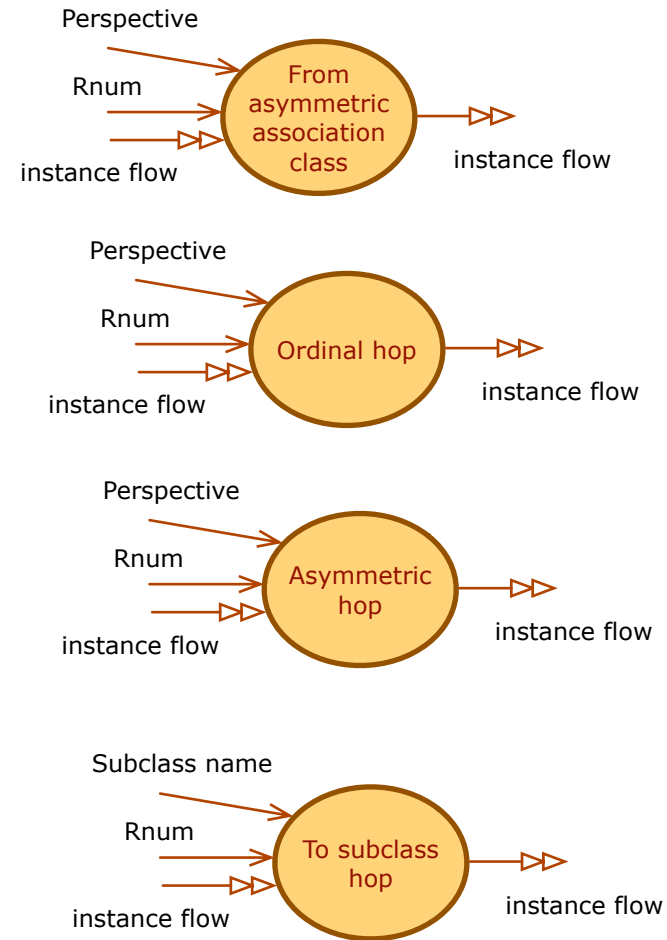 Perspective
Rnum
instance flow
From
asymmetric
association
class
instance flow
Perspective
Rnum
instance flow
Ordinal hop
instance flow
Perspective
Rnum
instance flow
Asymmetric
hop
instance flow
Subclass name
Rnum
instance flow
To subclass
hop
instance flow